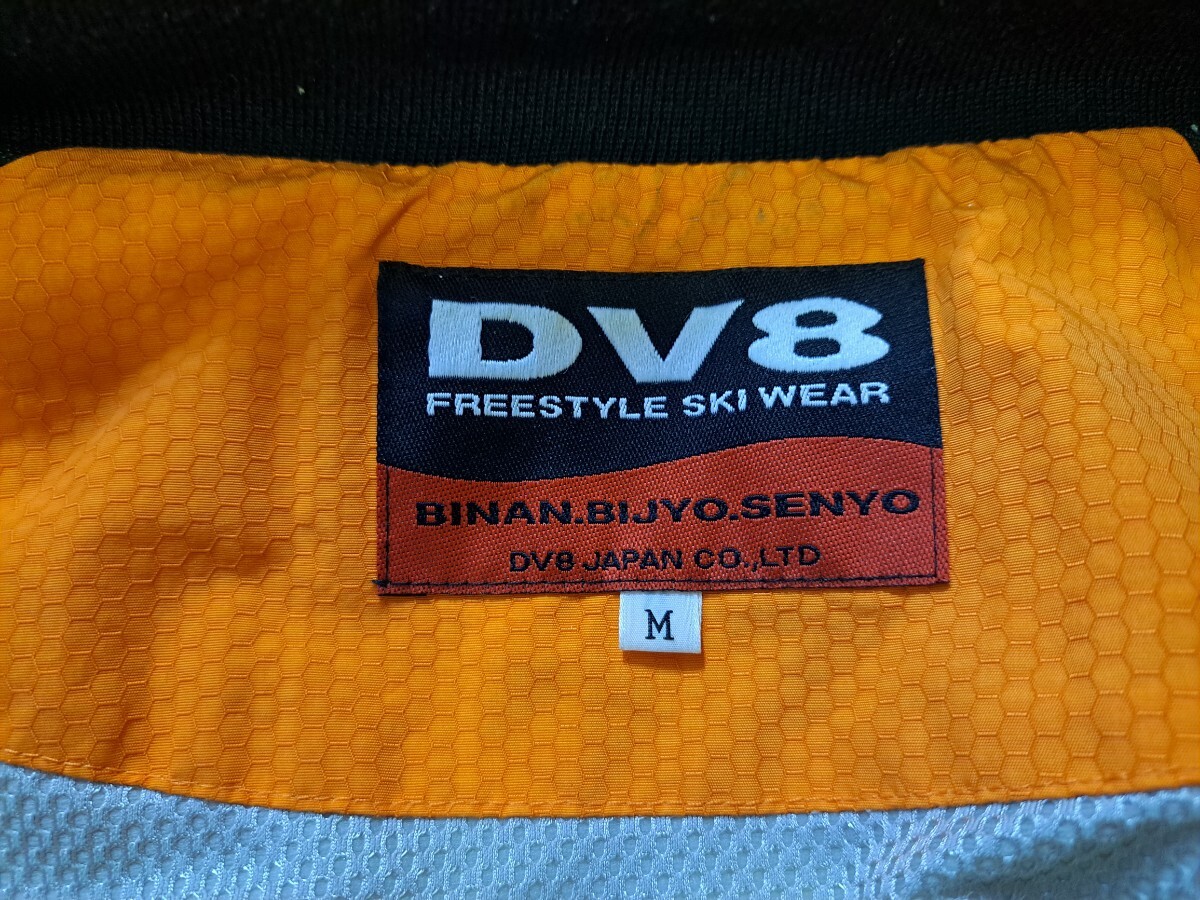 DV8
FREESTYLE SKI WEAR
BINAN.BIJYO.SENYO
DV8 JAPAN CO.,LTD
M